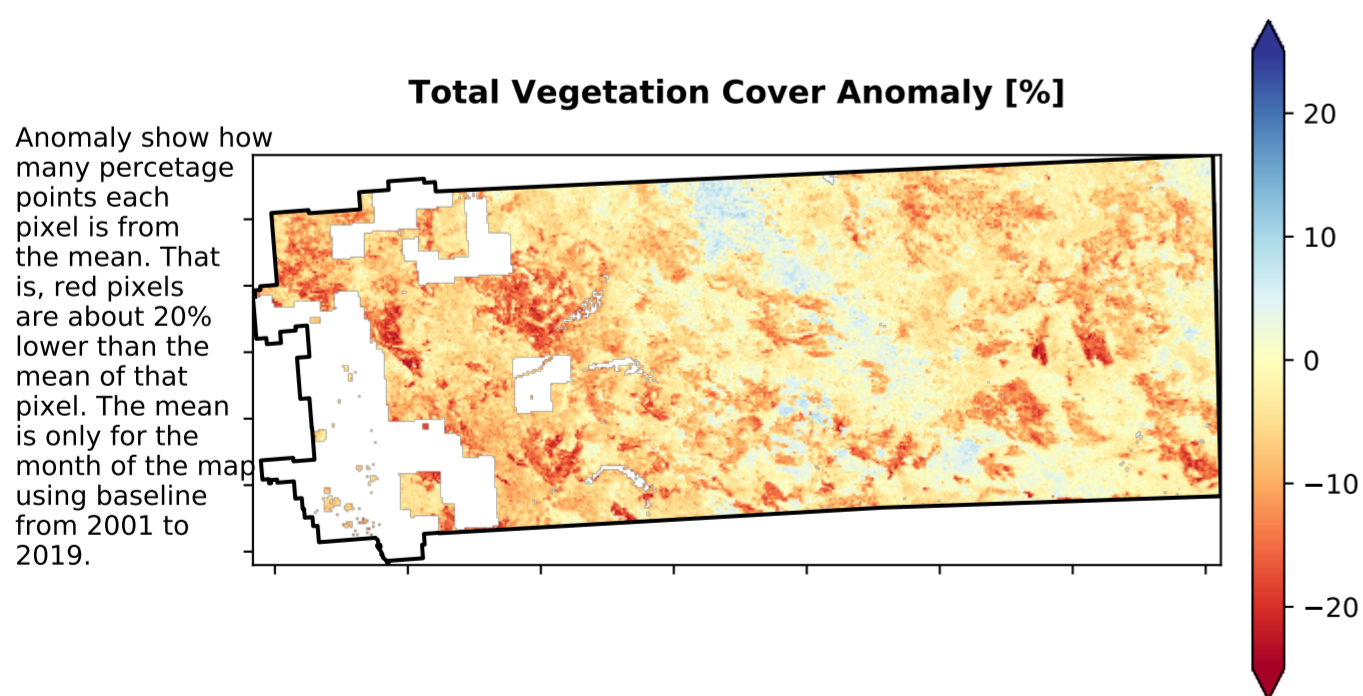 Total Vegetation Cover Anomaly [%]
Anomaly show how
many percetage
points each
pixel is from
the mean. That
is, red pixels
are about 20%
lower than the
mean of that
pixel. The mean
is only for the
month of the map
using baseline
from 2001 to
2019.
20
10
0
−10
−20